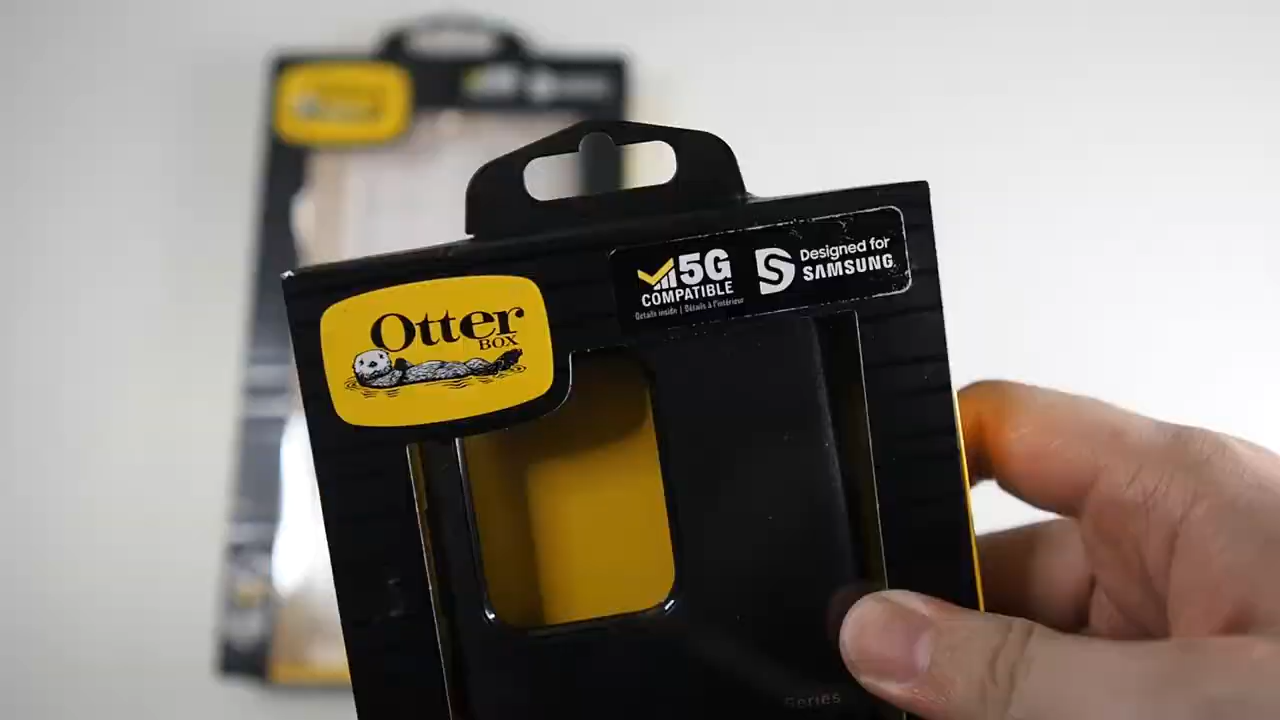 Otter
BOX
5G
COMPATIBLE
Details inside | Détails à l'intérieur
Designed for
SAMSUNG
Series